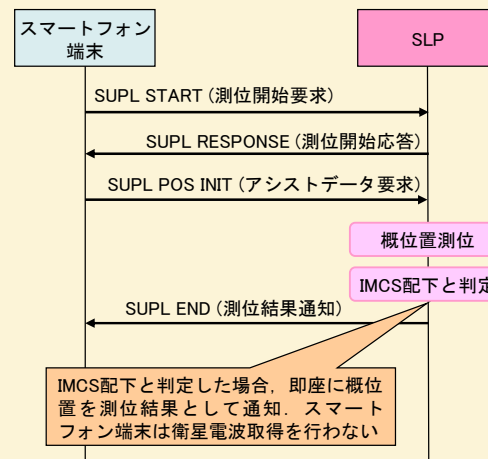 スマートフォン
端末
SLP
SUPL START (測位開始要求)
SUPL RESPONSE (測位開始応答)
SUPL POS INIT (アシストデータ要求)
概位置測位
IMCS配下と判定
SUPL END (測位結果通知)
IMCS配下と判定した場合，即座に概位
置を測位結果として通知．スマート
フォン端末は衛星電波取得を行わない